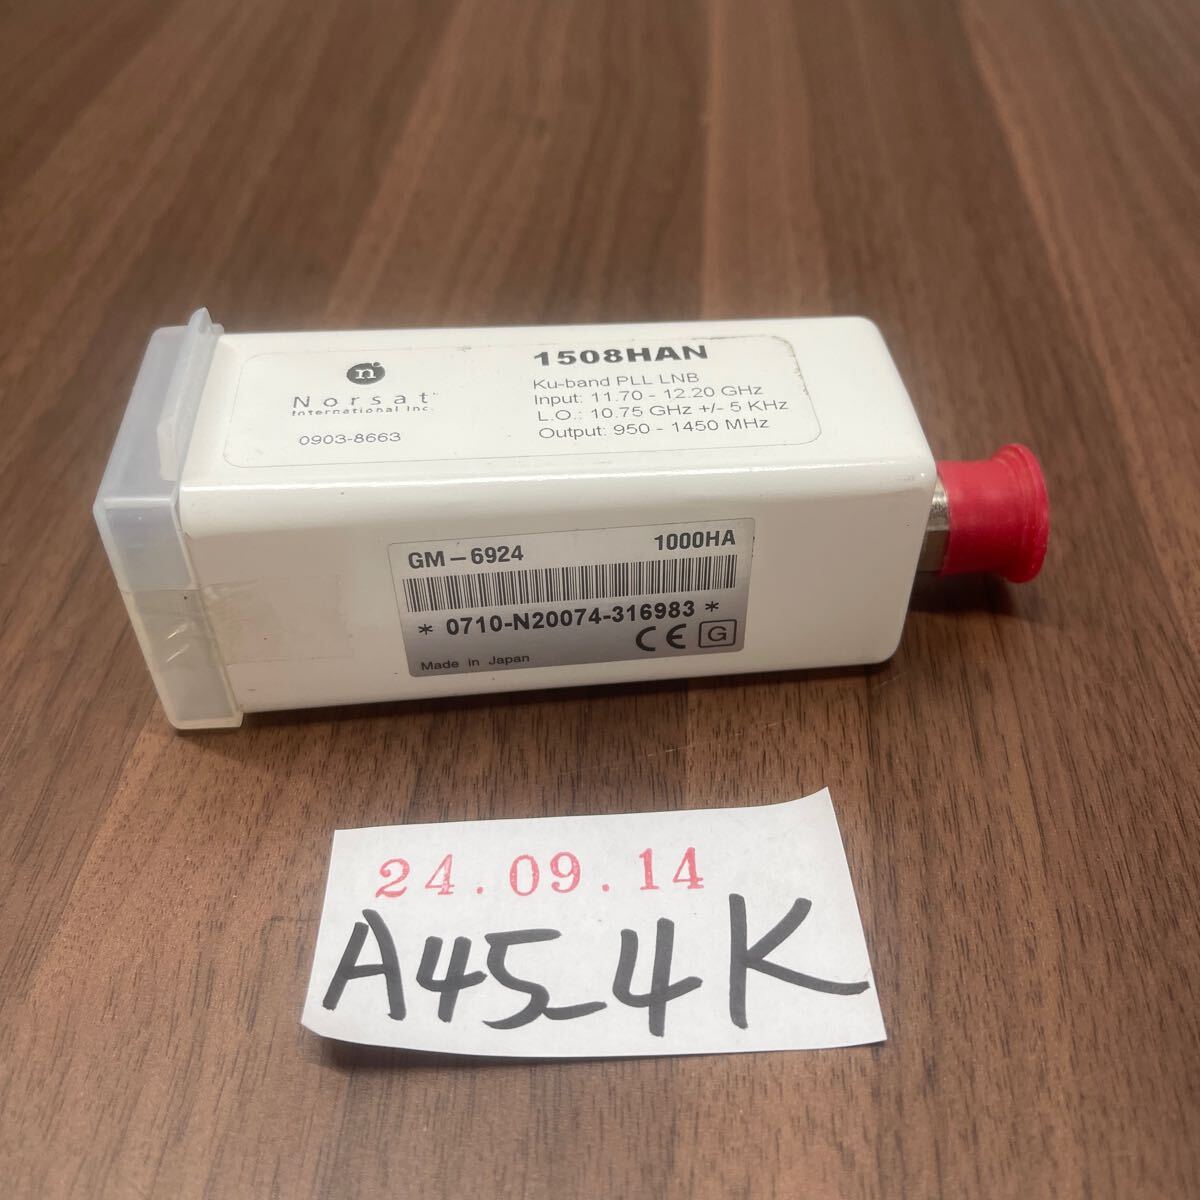 n
Norsat™
International Inc.
0903-8663
1508HAN
Ku-band PLL LNB
Input: 11.70 - 12.20 GHz
L.O.: 10.75 GHz +/- 5 KHz
Output: 950 - 1450 MHz
GM-6924 1000HA
* 0710-N20074-316983 *
CE G
Made in Japan
24.09.14
A45-4K